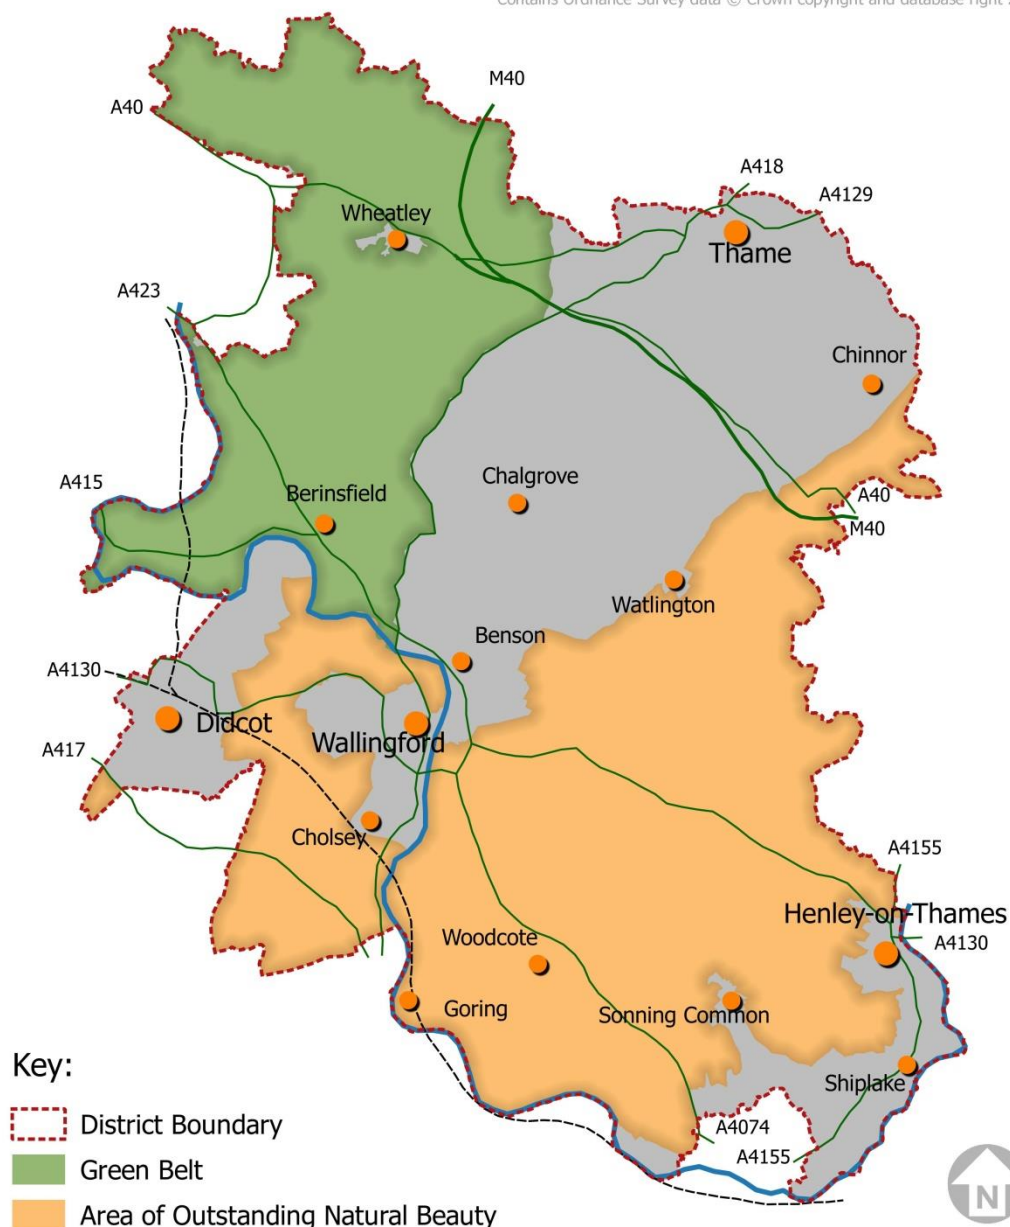 Contains Ordnance Survey data © Crown copyright and database right
M40
A40
A418
A4129
Wheatley
Thame
A423
Chinnor
A415
Berinsfield
Chalgrove
A40
M40
Watlington
Benson
A4130
Didcot
Wallingford
A417
Cholsey
A4155
Henley-on-Thames
A4130
Woodcote
Goring
Sonning Common
Shiplake
A4074
A4155
Key:
District Boundary
Green Belt
Area of Outstanding Natural Beauty
N